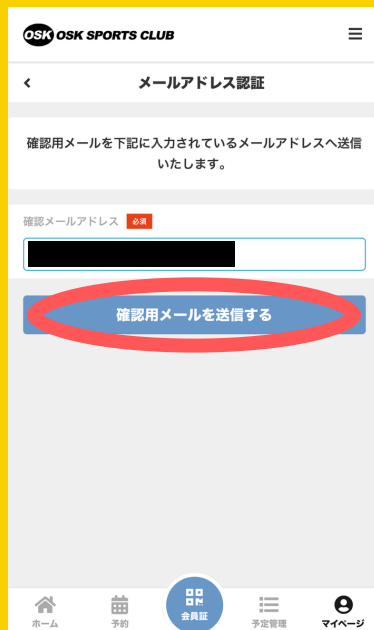 OSK OSK SPORTS CLUB
メールアドレス認証
確認用メールを下記に入力されているメールアドレスへ送信
いたします。
確認メールアドレス 必須
確認用メールを送信する
ホーム 予約 会員証 予定管理 マイページ